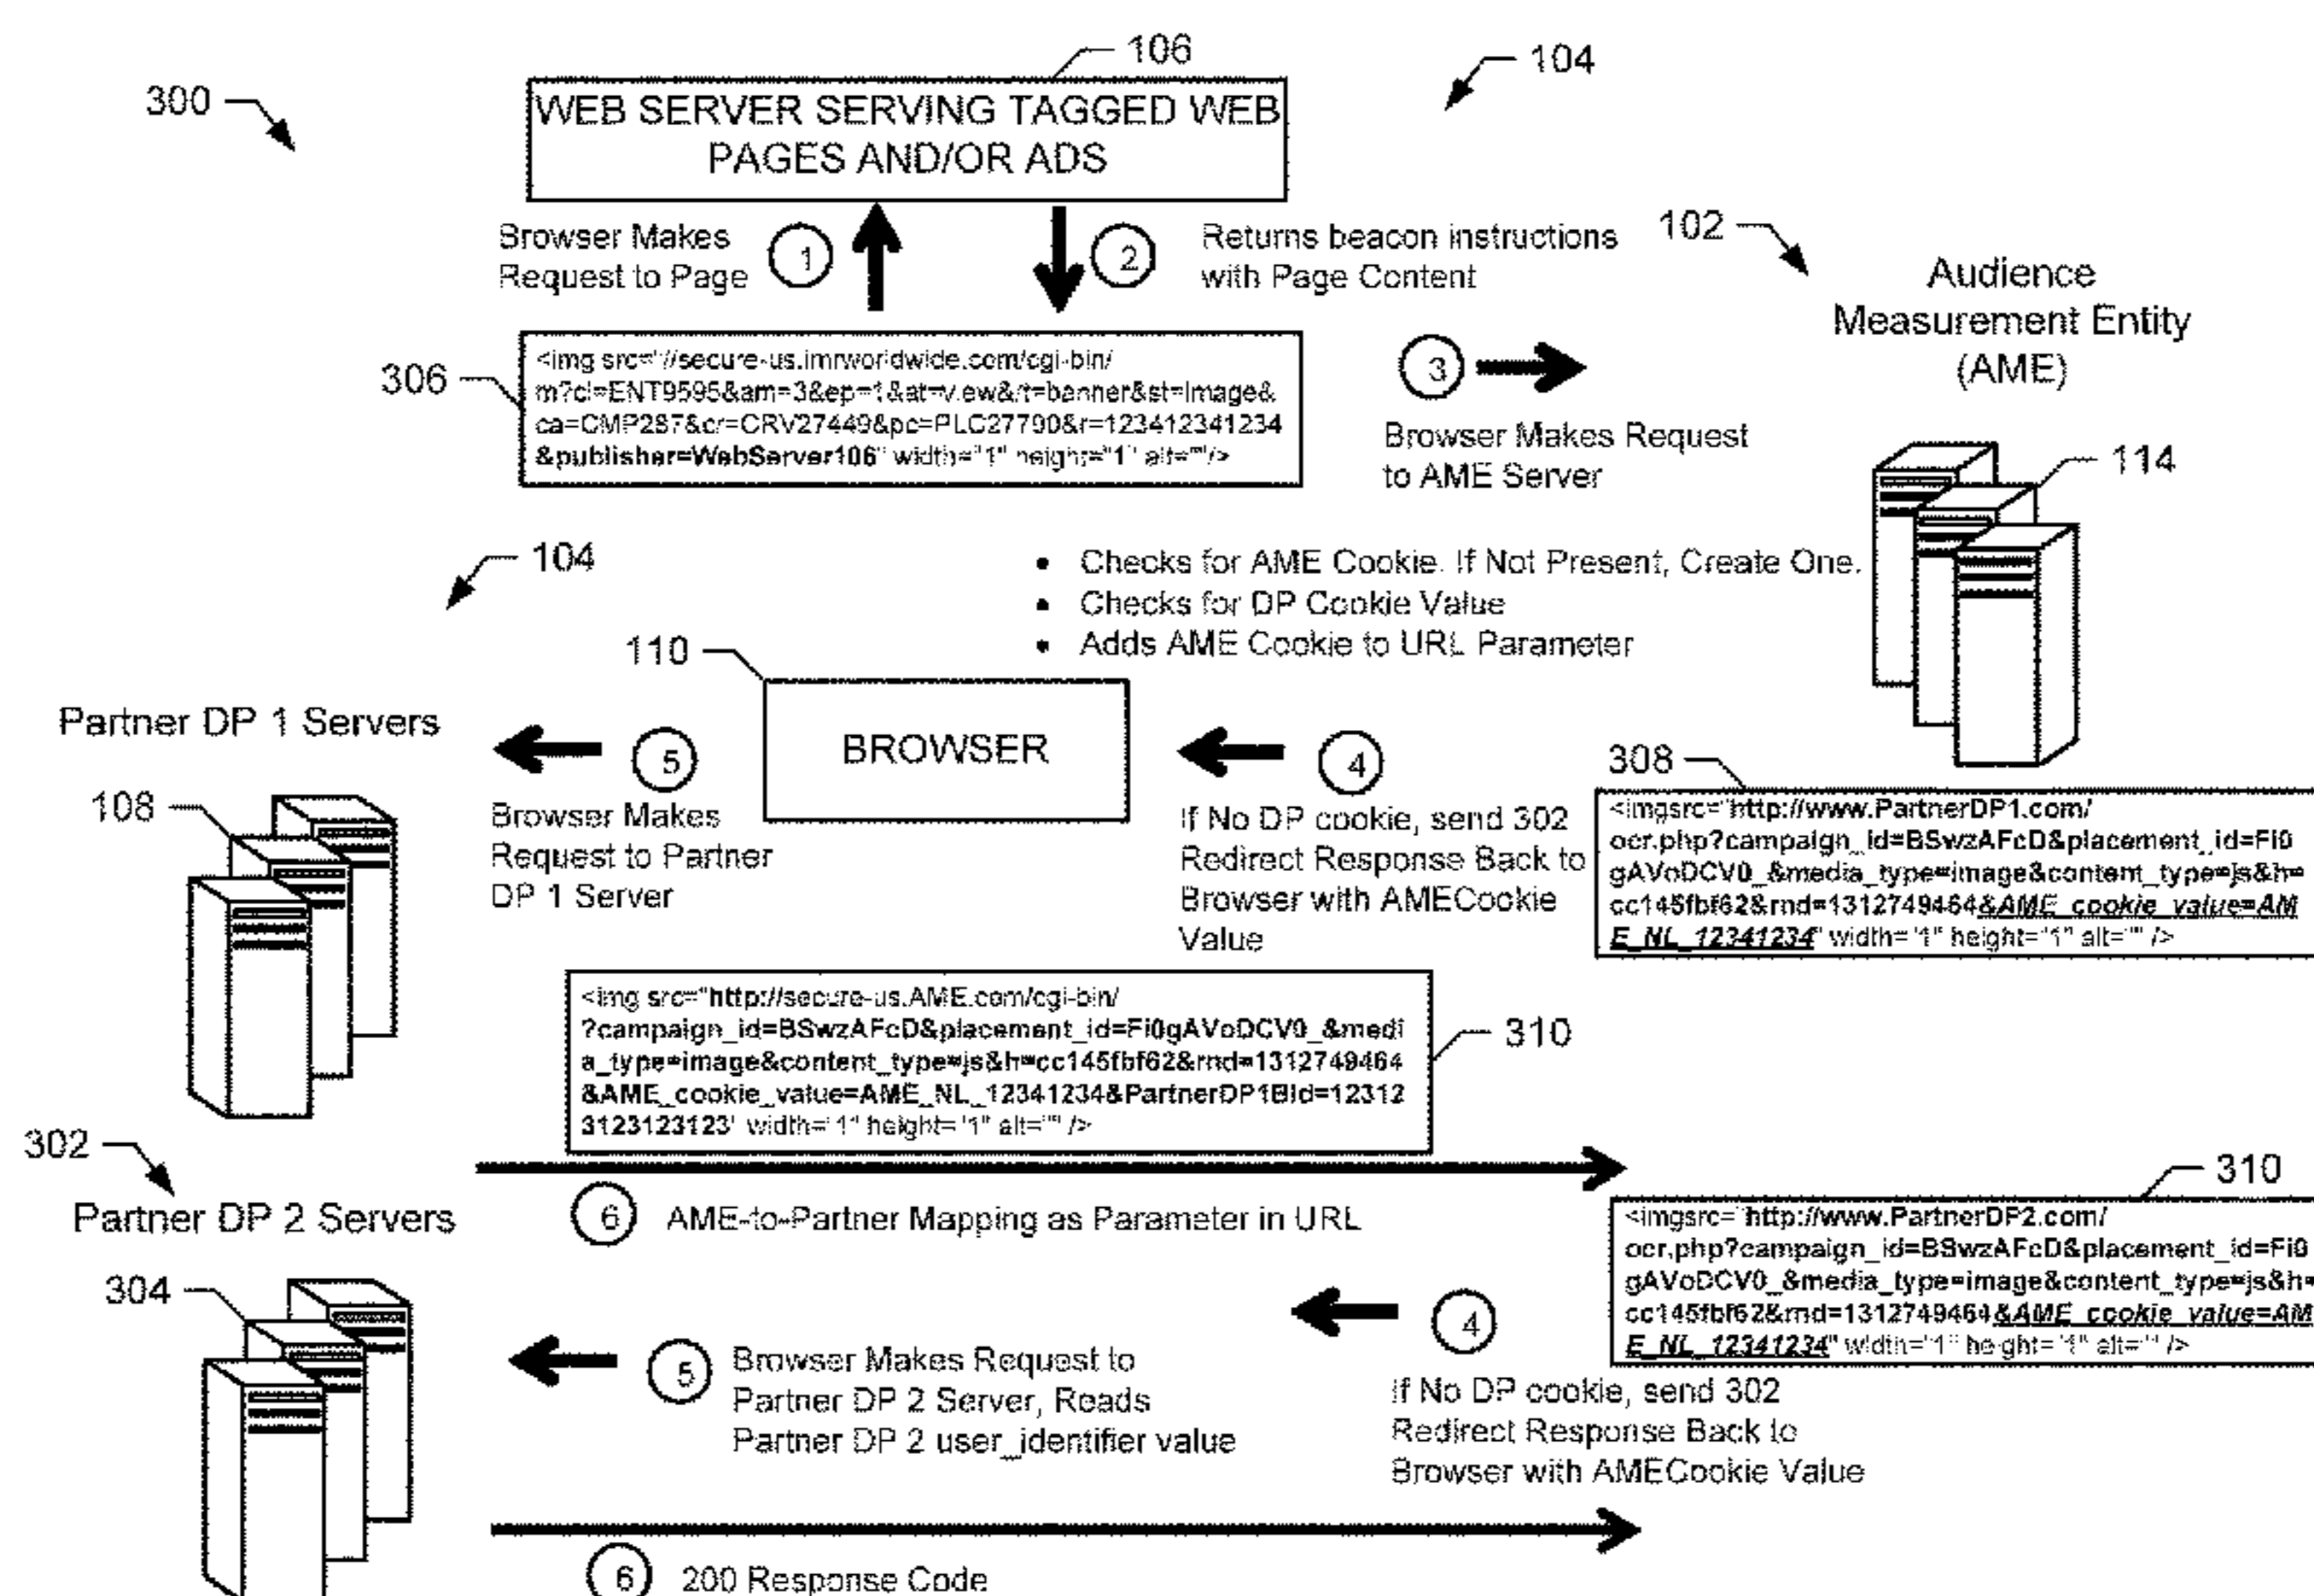 106
104
300
WEB SERVER SERVING TAGGED WEB
PAGES AND/OR ADS
Browser Makes
Request to Page
1
2
Returns beacon instructions
with Page Content
102
Audience
Measurement Entity
(AME)
306
<img src="://secure-us.imrworldwide.com/cgi-bin/
m?ci=ENT9595&am=3&ep=1&at=view&rt=banner&st=image&
ca=CMP287&cr=CRV27449&pc=PLC27790&r=123412341234
&publisher=WebServer106" width="1" height="1" alt=""/>
3
Browser Makes Request
to AME Server
114
104
• Checks for AME Cookie. If Not Present, Create One.
• Checks for DP Cookie Value
• Adds AME Cookie to URL Parameter
110
BROWSER
Partner DP 1 Servers
108
5
Browser Makes
Request to Partner
DP 1 Server
4
If No DP cookie, send 302
Redirect Response Back to
Browser with AMECookie
Value
308
<imgsrc="http://www.PartnerDP1.com/
ocr.php?campaign_id=BSwzAFcD&placement_id=Fi0
gAVoDCV0_&media_type=image&content_type=js&h=
cc145fbf62&rnd=1312749464&AME_cookie_value=AM
E_NL_12341234" width="1" height="1" alt="" />
<img src="http://secure-us.AME.com/cgi-bin/
?campaign_id=BSwzAFcD&placement_id=Fi0gAVoDCV0_&medi
a_type=image&content_type=js&h=cc145fbf62&rnd=1312749464
&AME_cookie_value=AME_NL_12341234&PartnerDP1BId=12312
3123123123" width="1" height="1" alt="" />
310
302
Partner DP 2 Servers
6
AME-to-Partner Mapping as Parameter in URL
310
<imgsrc="http://www.PartnerDP2.com/
ocr.php?campaign_id=BSwzAFcD&placement_id=Fi0
gAVoDCV0_&media_type=image&content_type=js&h=
cc145fbf62&rnd=1312749464&AME_cookie_value=AM
E_NL_12341234" width="1" height="1" alt="" />
304
5
Browser Makes Request to
Partner DP 2 Server, Reads
Partner DP 2 user_identifier value
4
If No DP cookie, send 302
Redirect Response Back to
Browser with AMECookie Value
6
200 Response Code